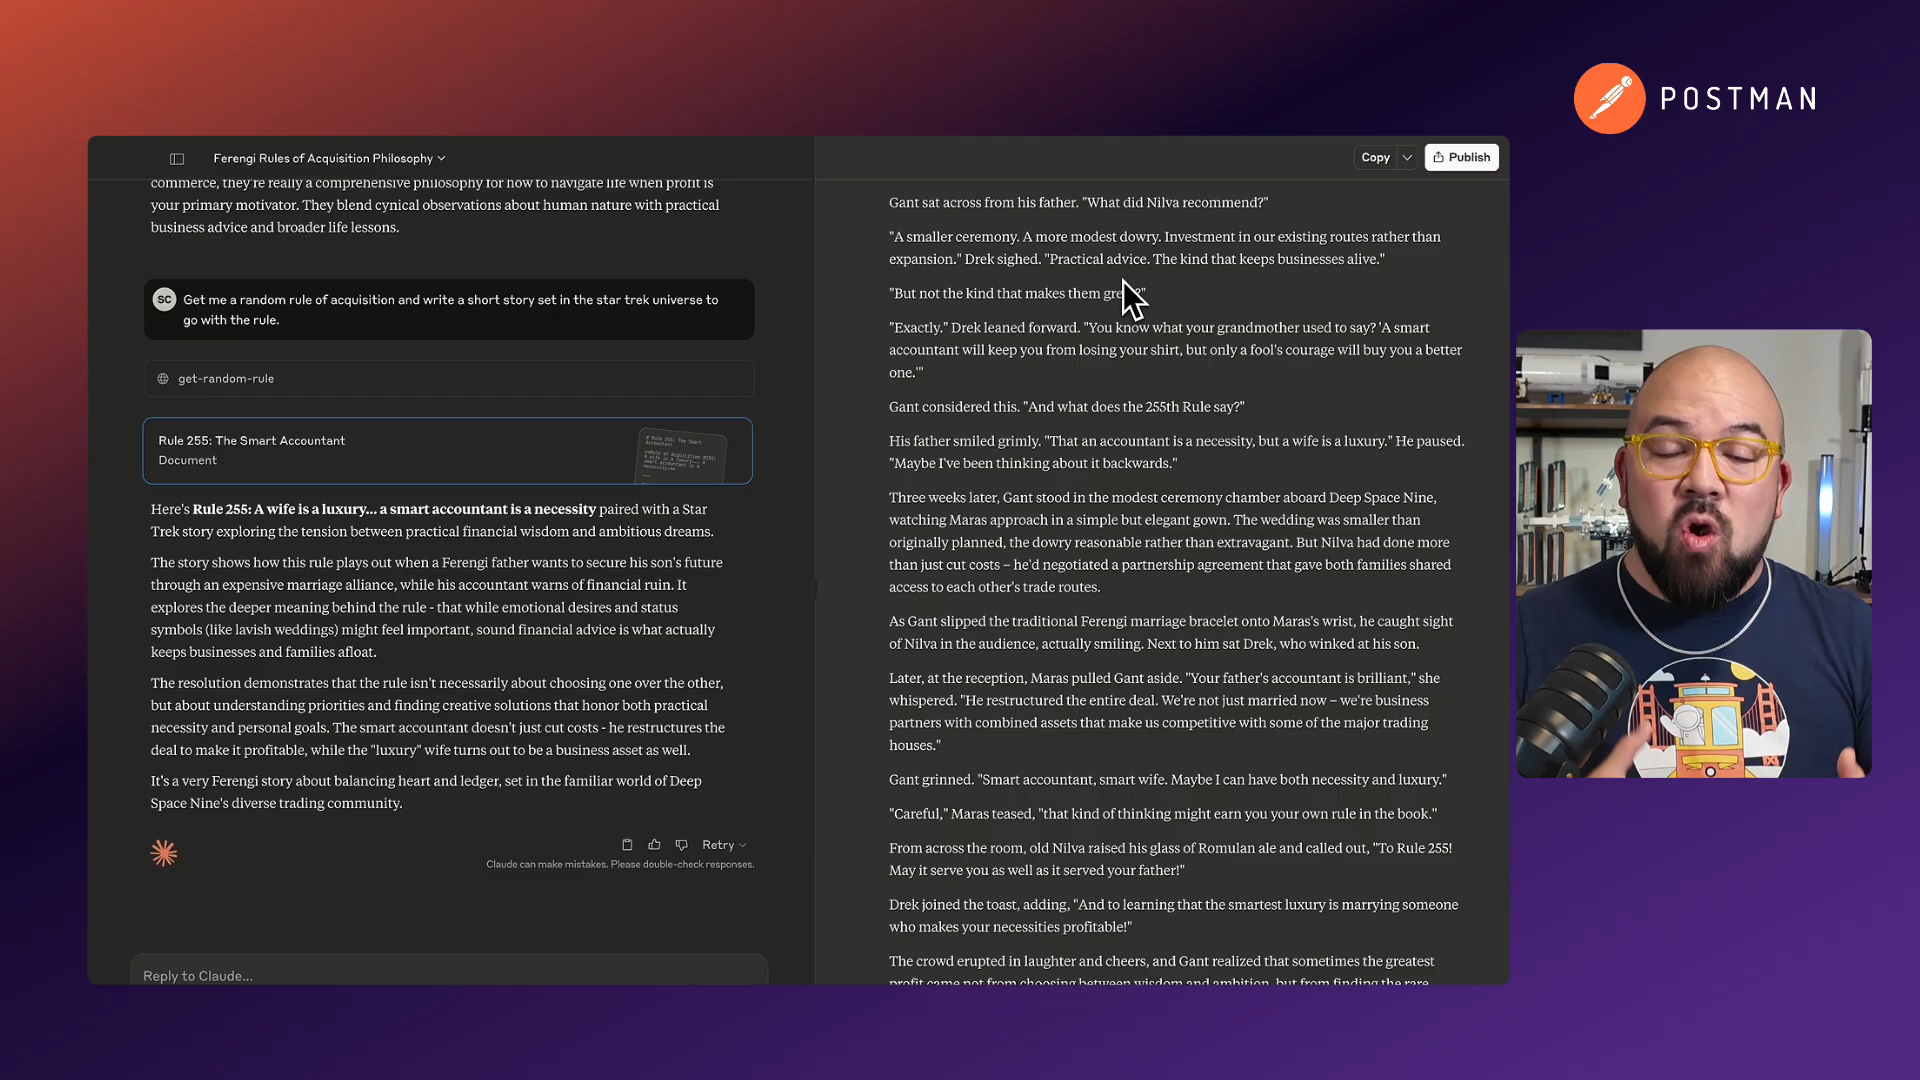 POSTMAN
Ferengi Rules of Acquisition Philosophy
commerce, they're really a comprehensive philosophy for how to navigate life when profit is
your primary motivator. They blend cynical observations about human nature with practical
business advice and broader life lessons.
SC
Get me a random rule of acquisition and write a short story set in the star trek universe to
go with the rule.
get-random-rule
Rule 255: The Smart Accountant
Document
# Rule 255: The Smart
Accountant
Here's Rule 255: A wife is a luxury... a smart accountant is a necessity paired with a Star
Trek story exploring the tension between practical financial wisdom and ambitious dreams.
The story shows how this rule plays out when a Ferengi father wants to secure his son's future
through an expensive marriage alliance, while his accountant warns of financial ruin. It
explores the deeper meaning behind the rule - that while emotional desires and status
symbols (like lavish weddings) might feel important, sound financial advice is what actually
keeps businesses and families afloat.
The resolution demonstrates that the rule isn't necessarily about choosing one over the other,
but about understanding priorities and finding creative solutions that honor both practical
necessity and personal goals. The smart accountant doesn't just cut costs - he restructures the
deal to make it profitable, while the "luxury" wife turns out to be a business asset as well.
It's a very Ferengi story about balancing heart and ledger, set in the familiar world of Deep
Space Nine's diverse trading community.
Retry
Claude can make mistakes. Please double-check responses.
Reply to Claude...
Copy
Publish
Gant sat across from his father. "What did Nilva recommend?"
"A smaller ceremony. A more modest dowry. Investment in our existing routes rather than
expansion." Drek sighed. "Practical advice. The kind that keeps businesses alive."
"But not the kind that makes them
"Exactly." Drek leaned forward. "You know what your grandmother used to say? 'A smart
accountant will keep you from losing your shirt, but only a fool's courage will buy you a better
one.'"
Gant considered this. "And what does the 255th Rule say?"
His father smiled grimly. "That an accountant is a necessity, but a wife is a luxury." He paused.
"Maybe I've been thinking about it backwards."
Three weeks later, Gant stood in the modest ceremony chamber aboard Deep Space Nine,
watching Maras approach in a simple but elegant gown. The wedding was smaller than
originally planned, the dowry reasonable rather than extravagant. But Nilva had done more
than just cut costs – he'd negotiated a partnership agreement that gave both families shared
access to each other's trade routes.
As Gant slipped the traditional Ferengi marriage bracelet onto Maras's wrist, he caught sight
of Nilva in the audience, actually smiling. Next to him sat Drek, who winked at his son.
Later, at the reception, Maras pulled Gant aside. "Your father's accountant is brilliant," she
whispered. "He restructured the entire deal. We're not just married now – we're business
partners with combined assets that make us competitive with some of the major trading
houses."
Gant grinned. "Smart accountant, smart wife. Maybe I can have both necessity and luxury."
"Careful," Maras teased, "that kind of thinking might earn you your own rule in the book."
From across the room, old Nilva raised his glass of Romulan ale and called out, "To Rule 255!
May it serve you as well as it served your father!"
Drek joined the toast, adding, "And to learning that the smartest luxury is marrying someone
who makes your necessities profitable!"
The crowd erupted in laughter and cheers, and Gant realized that sometimes the greatest
profit came not from choosing between wisdom and ambition, but from finding the rare